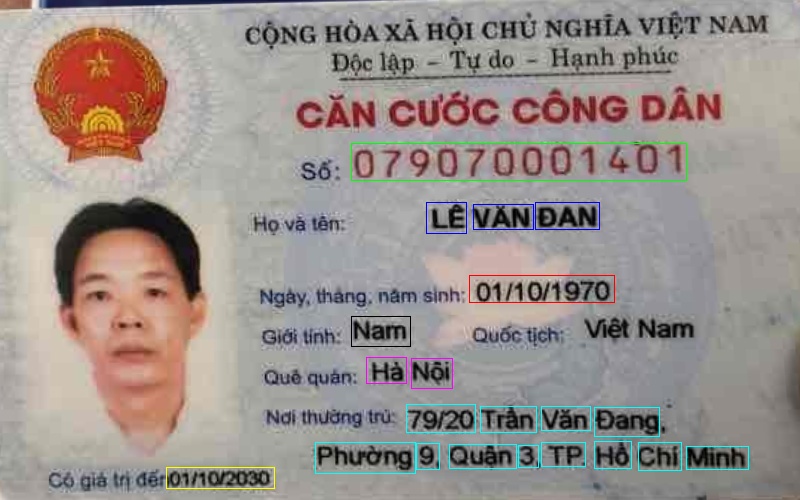 CỘNG HÒA XÃ HỘI CHỦ NGHĨA VIỆT NAM
Độc lập - Tự do - Hạnh phúc
CĂN CƯỚC CÔNG DÂN
Số: 079070001401
Họ và tên: LÊ VĂN ĐAN
Ngày, tháng, năm sinh: 01/10/1970
Giới tính: Nam Quốc tịch: Việt Nam
Quê quán: Hà Nội
Nơi thường trú: 79/20 Trần Văn Đang,
Phường 9, Quận 3, TP. Hồ Chí Minh
Có giá trị đến 01/10/2030